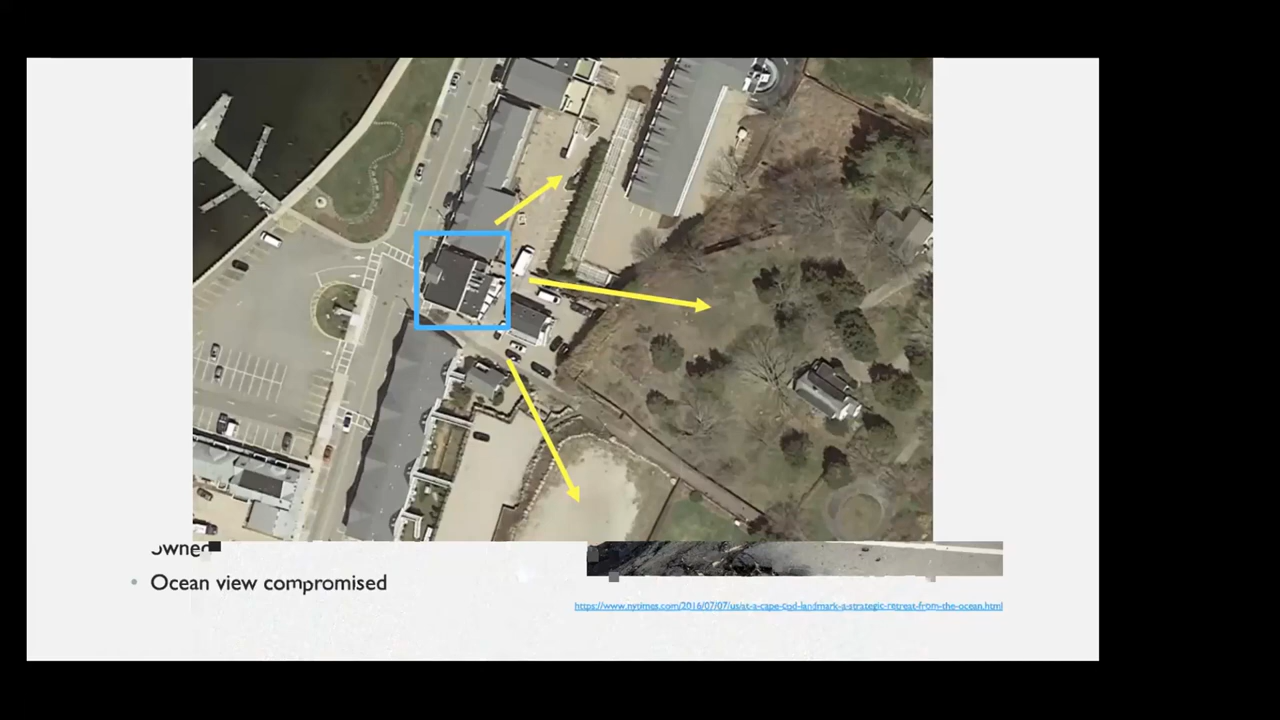 owned
Ocean view compromised
https://www.nytimes.com/2016/07/07/us/at-a-cape-cod-landmark-a-strategic-retreat-from-the-ocean.html